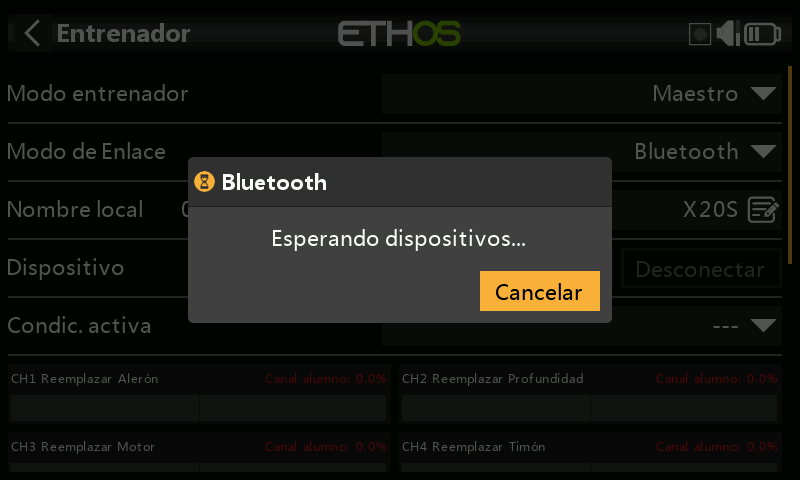 Entrenador
ETHOS
Modo entrenador
Maestro
Modo de Enlace
Bluetooth
Bluetooth
Nombre local
X20S
Esperando dispositivos...
Dispositivo
Desconectar
Cancelar
Condic. activa
---
CH1 Reemplazar Alerón
Canal alumno: 0.0%
CH2 Reemplazar Profundidad
Canal alumno: 0.0%
CH3 Reemplazar Motor
Canal alumno: 0.0%
CH4 Reemplazar Timón
Canal alumno: 0.0%